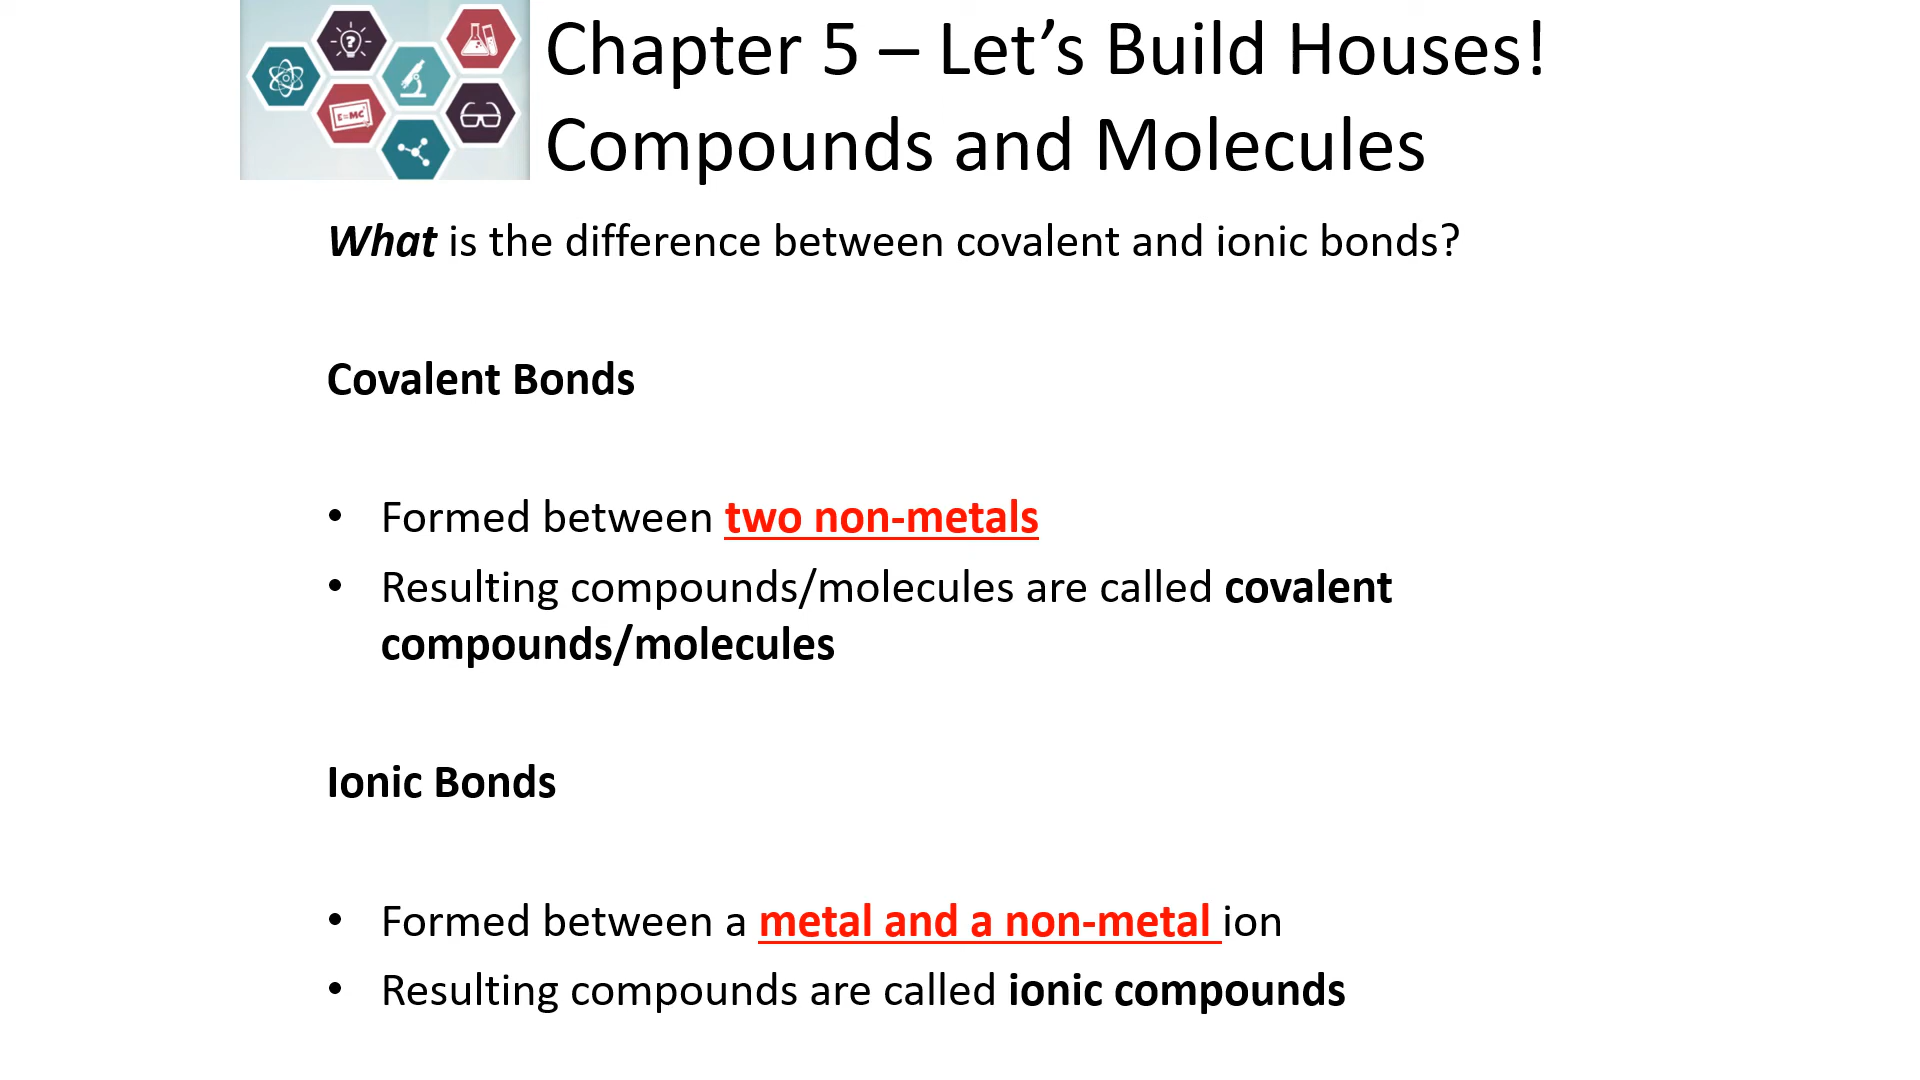 Chapter 5 – Let’s Build Houses!
Compounds and Molecules
?
E=MC²
What is the difference between covalent and ionic bonds?
Covalent Bonds
• Formed between two non-metals
• Resulting compounds/molecules are called covalent
compounds/molecules
Ionic Bonds
• Formed between a metal and a non-metal ion
• Resulting compounds are called ionic compounds